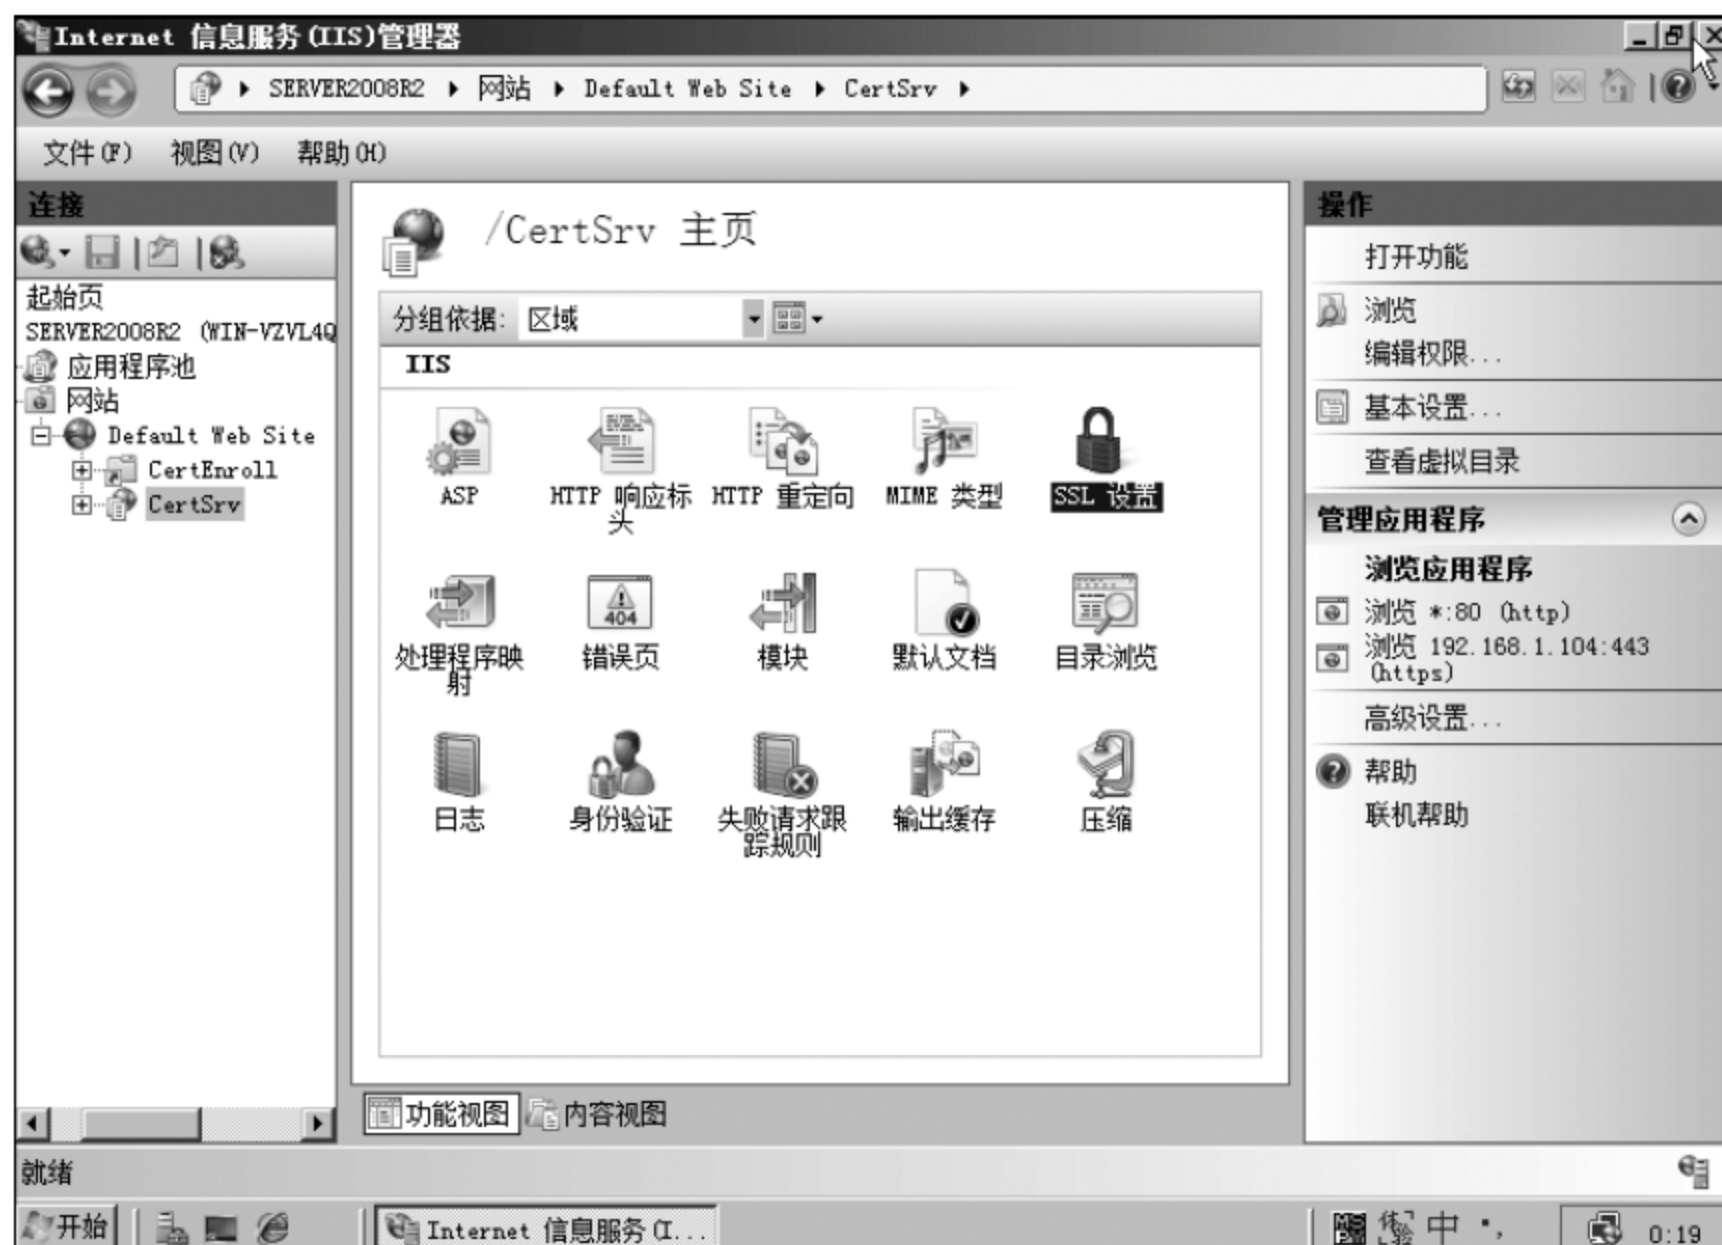 Internet 信息服务(IIS)管理器
SERVER2008R2 网站 Default Web Site CertSrv
文件(F) 视图(V) 帮助(H)
连接
起始页
SERVER2008R2 (WIN-VZVL4Q
应用程序池
网站
Default Web Site
CertEnroll
CertSrv
/CertSrv 主页
分组依据: 区域
IIS
ASP
HTTP 响应标
头
HTTP 重定向
MIME 类型
SSL 设置
处理程序映
射
404
错误页
模块
默认文档
目录浏览
日志
身份验证
失败请求跟
踪规则
输出缓存
压缩
功能视图 内容视图
操作
打开功能
浏览
编辑权限...
基本设置...
查看虚拟目录
管理应用程序
浏览应用程序
浏览 *:80 (http)
浏览 192.168.1.104:443
(https)
高级设置...
帮助
联机帮助
就绪
开始 Internet 信息服务(I... 中 0:19